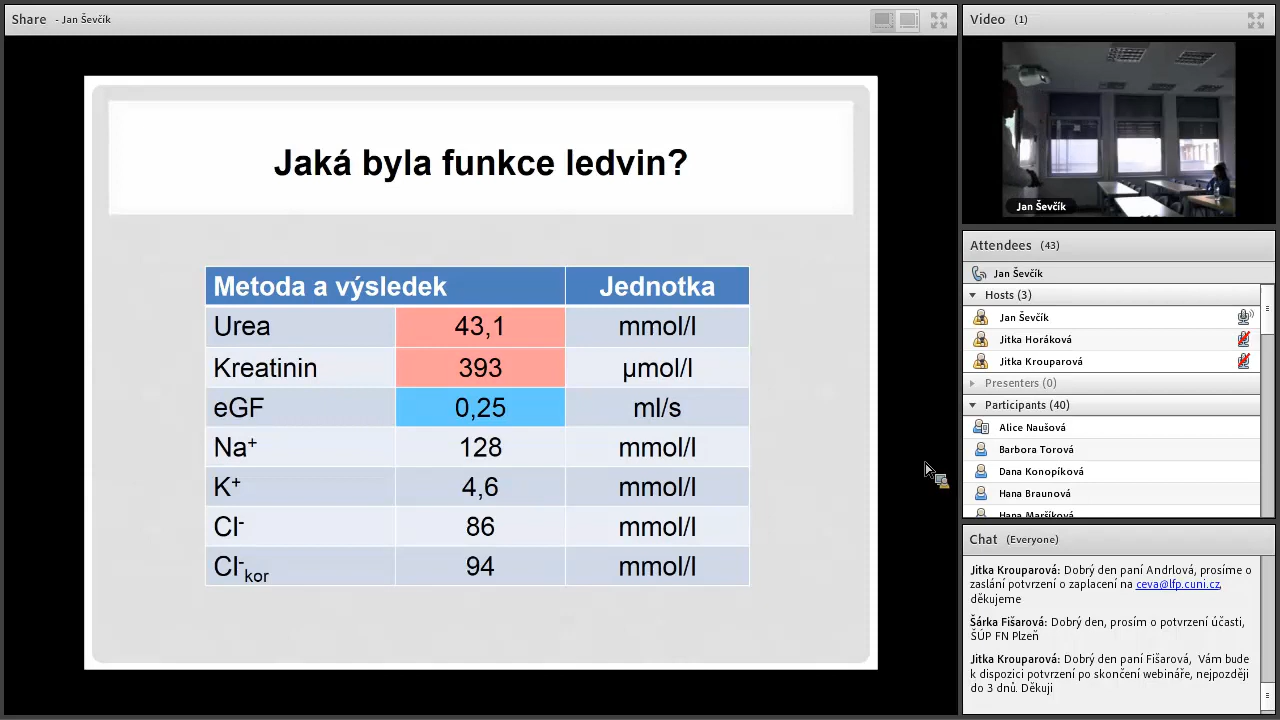 Share - Jan Ševčík
Jaká byla funkce ledvin?
Metoda a výsledek Jednotka
Urea 43,1 mmol/l
Kreatinin 393 µmol/l
eGF 0,25 ml/s
Na+ 128 mmol/l
K+ 4,6 mmol/l
Cl- 86 mmol/l
Cl-kor 94 mmol/l
Video (1)
Jan Ševčík
Attendees (43)
Jan Ševčík
Hosts (3)
Jan Ševčík
Jitka Horáková
Jitka Krouparová
Presenters (0)
Participants (40)
Alice Naušová
Barbora Torová
Dana Konopíková
Hana Braunová
Hana Maršíková
Chat (Everyone)
Jitka Krouparová: Dobrý den paní Andrlová, prosíme o
zaslání potvrzení o zaplacení na ceva@lfp.cuni.cz,
děkujeme
Šárka Fišarová: Dobrý den, prosím o potvrzení účasti,
ŠÚP FN Plzeň
Jitka Krouparová: Dobrý den paní Fišarová, Vám bude
k dispozici potvrzení po skončení webináře, nejpozději
do 3 dnů. Děkuji